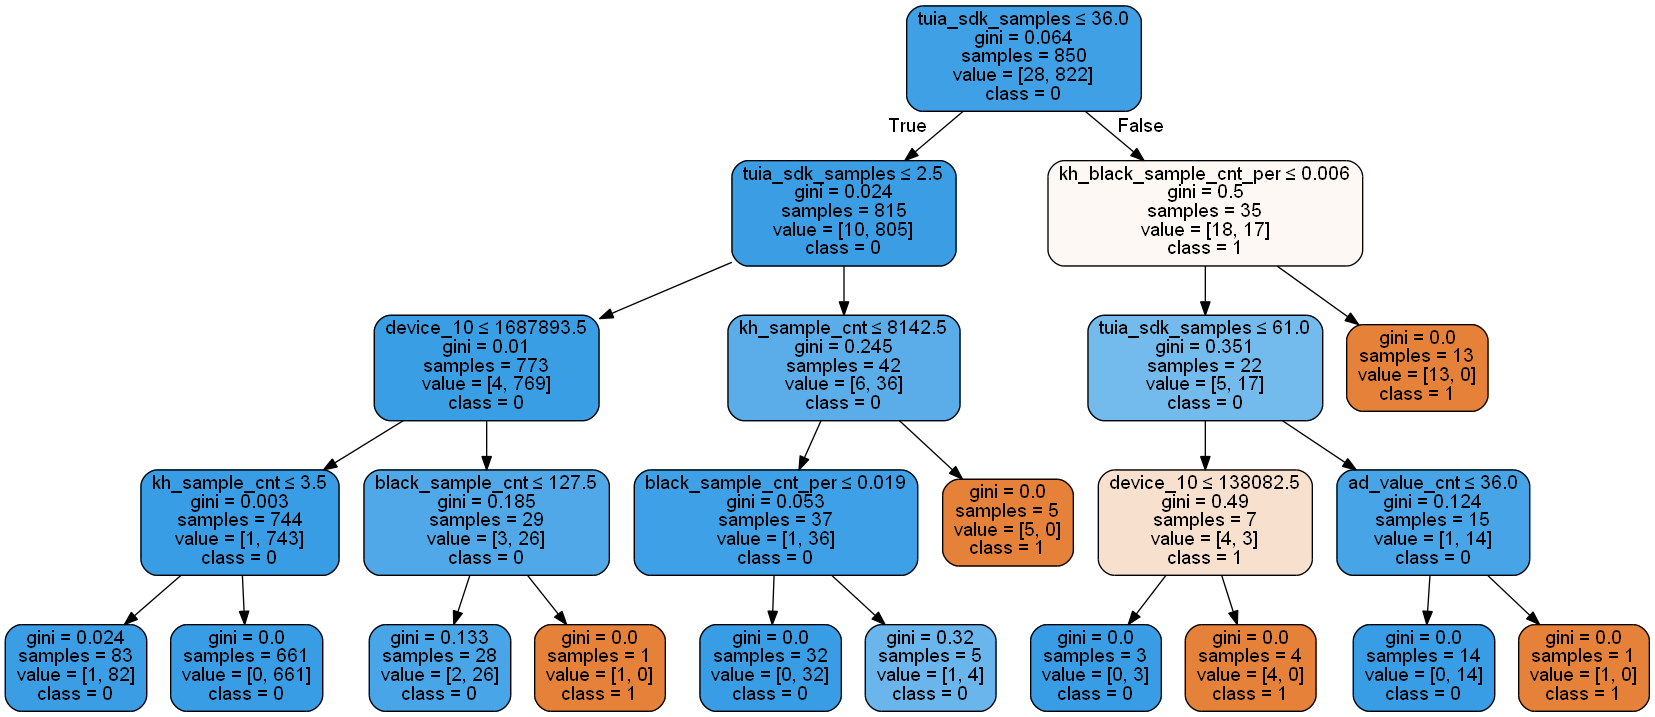 tuia_sdk_samples ≤ 36.0
gini = 0.064
samples = 850
value = [28, 822]
class = 0
True
False
tuia_sdk_samples ≤ 2.5
gini = 0.024
samples = 815
value = [10, 805]
class = 0
kh_black_sample_cnt_per ≤ 0.006
gini = 0.5
samples = 35
value = [18, 17]
class = 1
device_10 ≤ 1687893.5
gini = 0.01
samples = 773
value = [4, 769]
class = 0
kh_sample_cnt ≤ 8142.5
gini = 0.245
samples = 42
value = [6, 36]
class = 0
tuia_sdk_samples ≤ 61.0
gini = 0.351
samples = 22
value = [5, 17]
class = 0
gini = 0.0
samples = 13
value = [13, 0]
class = 1
kh_sample_cnt ≤ 3.5
gini = 0.003
samples = 744
value = [1, 743]
class = 0
black_sample_cnt ≤ 127.5
gini = 0.185
samples = 29
value = [3, 26]
class = 0
black_sample_cnt_per ≤ 0.019
gini = 0.053
samples = 37
value = [1, 36]
class = 0
gini = 0.0
samples = 5
value = [5, 0]
class = 1
device_10 ≤ 138082.5
gini = 0.49
samples = 7
value = [4, 3]
class = 1
ad_value_cnt ≤ 36.0
gini = 0.124
samples = 15
value = [1, 14]
class = 0
gini = 0.024
samples = 83
value = [1, 82]
class = 0
gini = 0.0
samples = 661
value = [0, 661]
class = 0
gini = 0.133
samples = 28
value = [2, 26]
class = 0
gini = 0.0
samples = 1
value = [1, 0]
class = 1
gini = 0.0
samples = 32
value = [0, 32]
class = 0
gini = 0.32
samples = 5
value = [1, 4]
class = 0
gini = 0.0
samples = 3
value = [0, 3]
class = 0
gini = 0.0
samples = 4
value = [4, 0]
class = 1
gini = 0.0
samples = 14
value = [0, 14]
class = 0
gini = 0.0
samples = 1
value = [1, 0]
class = 1